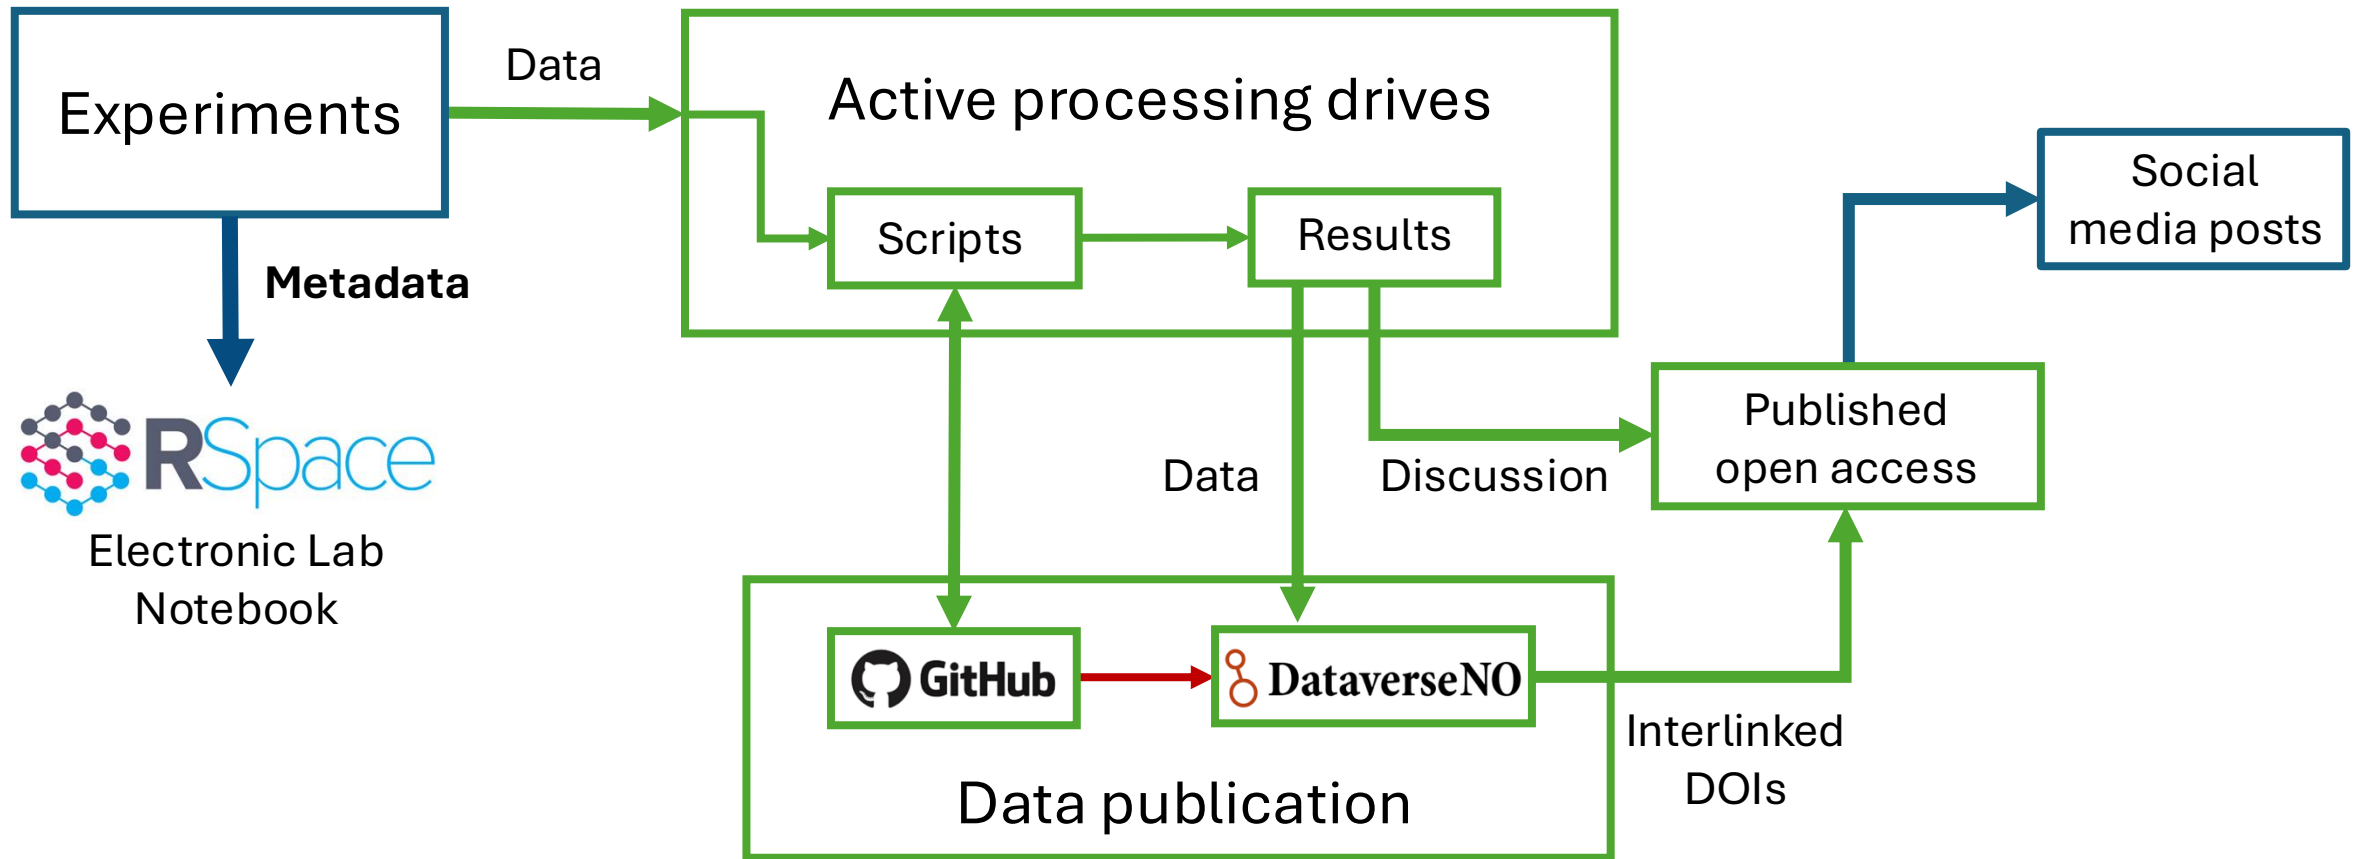 Experiments
Data
Active processing drives
Scripts
Results
Social
media posts
Metadata
RSpace
Electronic Lab
Notebook
Published
open access
Data
Discussion
GitHub
DataverseNO
Interlinked
DOIs
Data publication